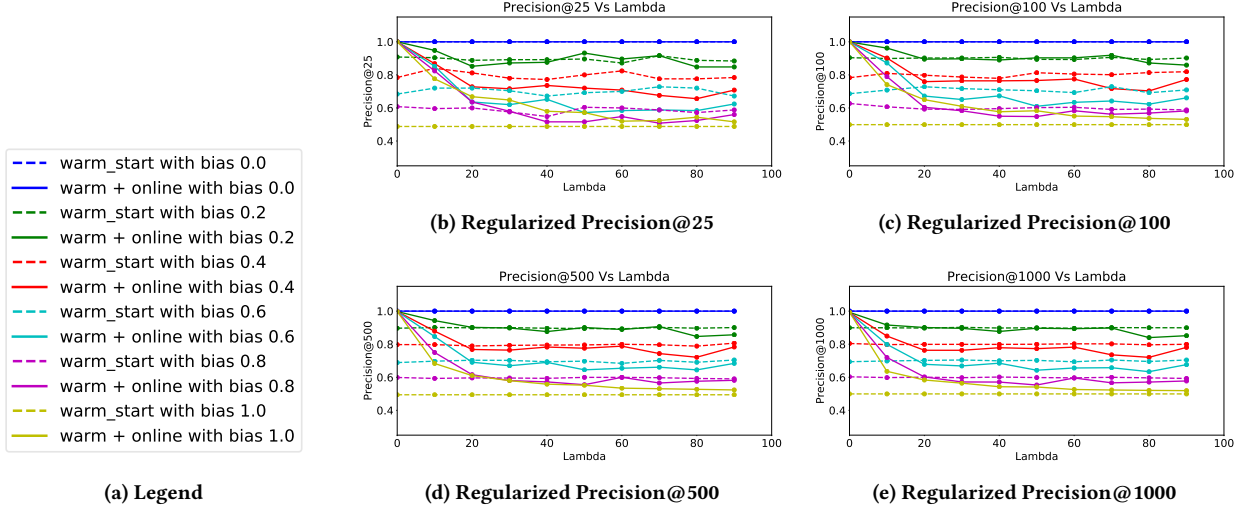 warm_start with bias 0.0
warm + online with bias 0.0
warm_start with bias 0.2
warm + online with bias 0.2
warm_start with bias 0.4
warm + online with bias 0.4
warm_start with bias 0.6
warm + online with bias 0.6
warm_start with bias 0.8
warm + online with bias 0.8
warm_start with bias 1.0
warm + online with bias 1.0
(a) Legend
Precision@25 Vs Lambda
Precision@25
1.0
0.8
0.6
0.4
0 20 40 60 80 100
Lambda
(b) Regularized Precision@25
Precision@100 Vs Lambda
Precision@100
1.0
0.8
0.6
0.4
0 20 40 60 80 100
Lambda
(c) Regularized Precision@100
Precision@500 Vs Lambda
Precision@500
1.0
0.8
0.6
0.4
0 20 40 60 80 100
Lambda
(d) Regularized Precision@500
Precision@1000 Vs Lambda
Precision@1000
1.0
0.8
0.6
0.4
0 20 40 60 80 100
Lambda
(e) Regularized Precision@1000